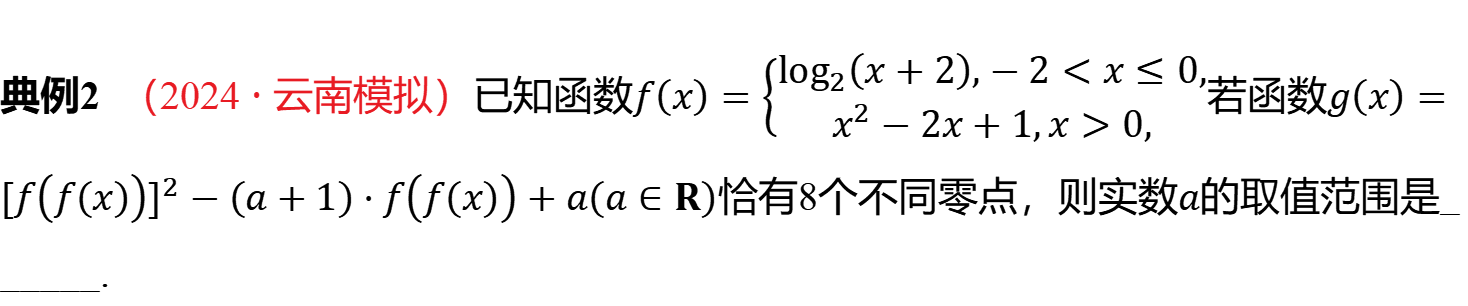 典例2 （2024·云南模拟）已知函数f(x) = {log₂(x + 2), − 2 < x ≤ 0, x² − 2x + 1, x > 0, 若函数g(x) =
[f(f(x))]² − (a + 1) · f(f(x)) + a(a ∈ R)恰有8个不同零点，则实数a的取值范围是_
_____.